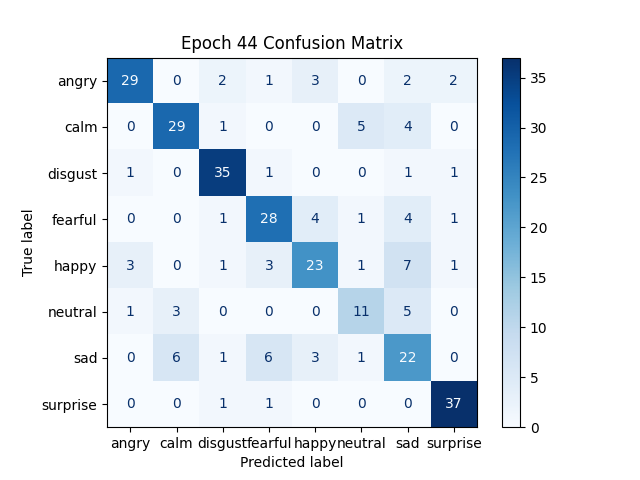 Epoch 44 Confusion Matrix
angry 29 0 2 1 3 0 2 2
calm 0 29 1 0 0 5 4 0
disgust 1 0 35 1 0 0 1 1
fearful 0 0 1 28 4 1 4 1
happy 3 0 1 3 23 1 7 1
neutral 1 3 0 0 0 11 5 0
sad 0 6 1 6 3 1 22 0
surprise 0 0 1 1 0 0 0 37
angry calm disgust fearful happy neutral sad surprise
Predicted label
True label
35
30
25
20
15
10
5
0